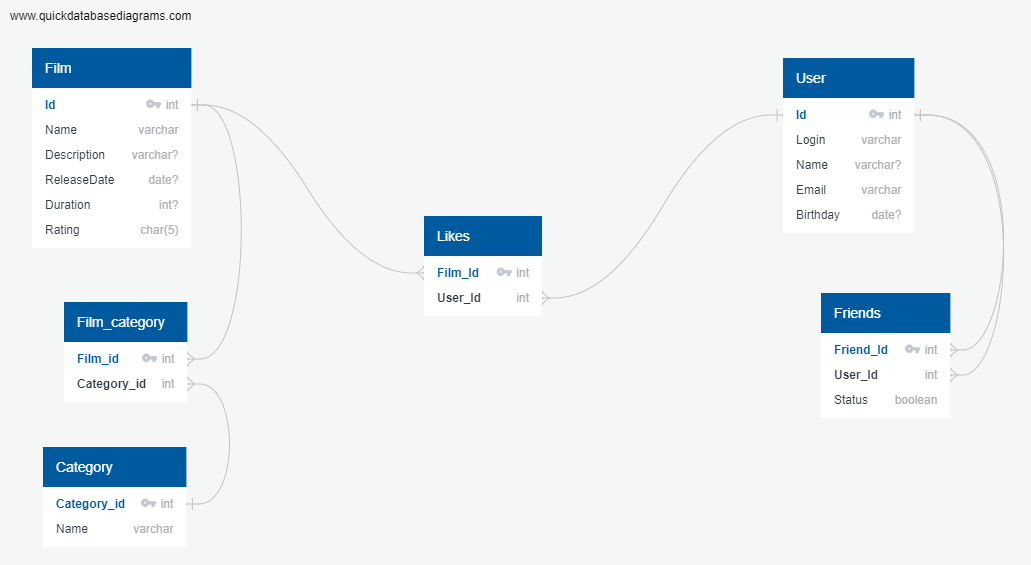 www.quickdatabasediagrams.com
Film
Id int
Name varchar
Description varchar?
ReleaseDate date?
Duration int?
Rating char(5)
User
Id int
Login varchar
Name varchar?
Email varchar
Birthday date?
Likes
Film_Id int
User_Id int
Film_category
Film_id int
Category_id int
Friends
Friend_Id int
User_Id int
Status boolean
Category
Category_id int
Name varchar